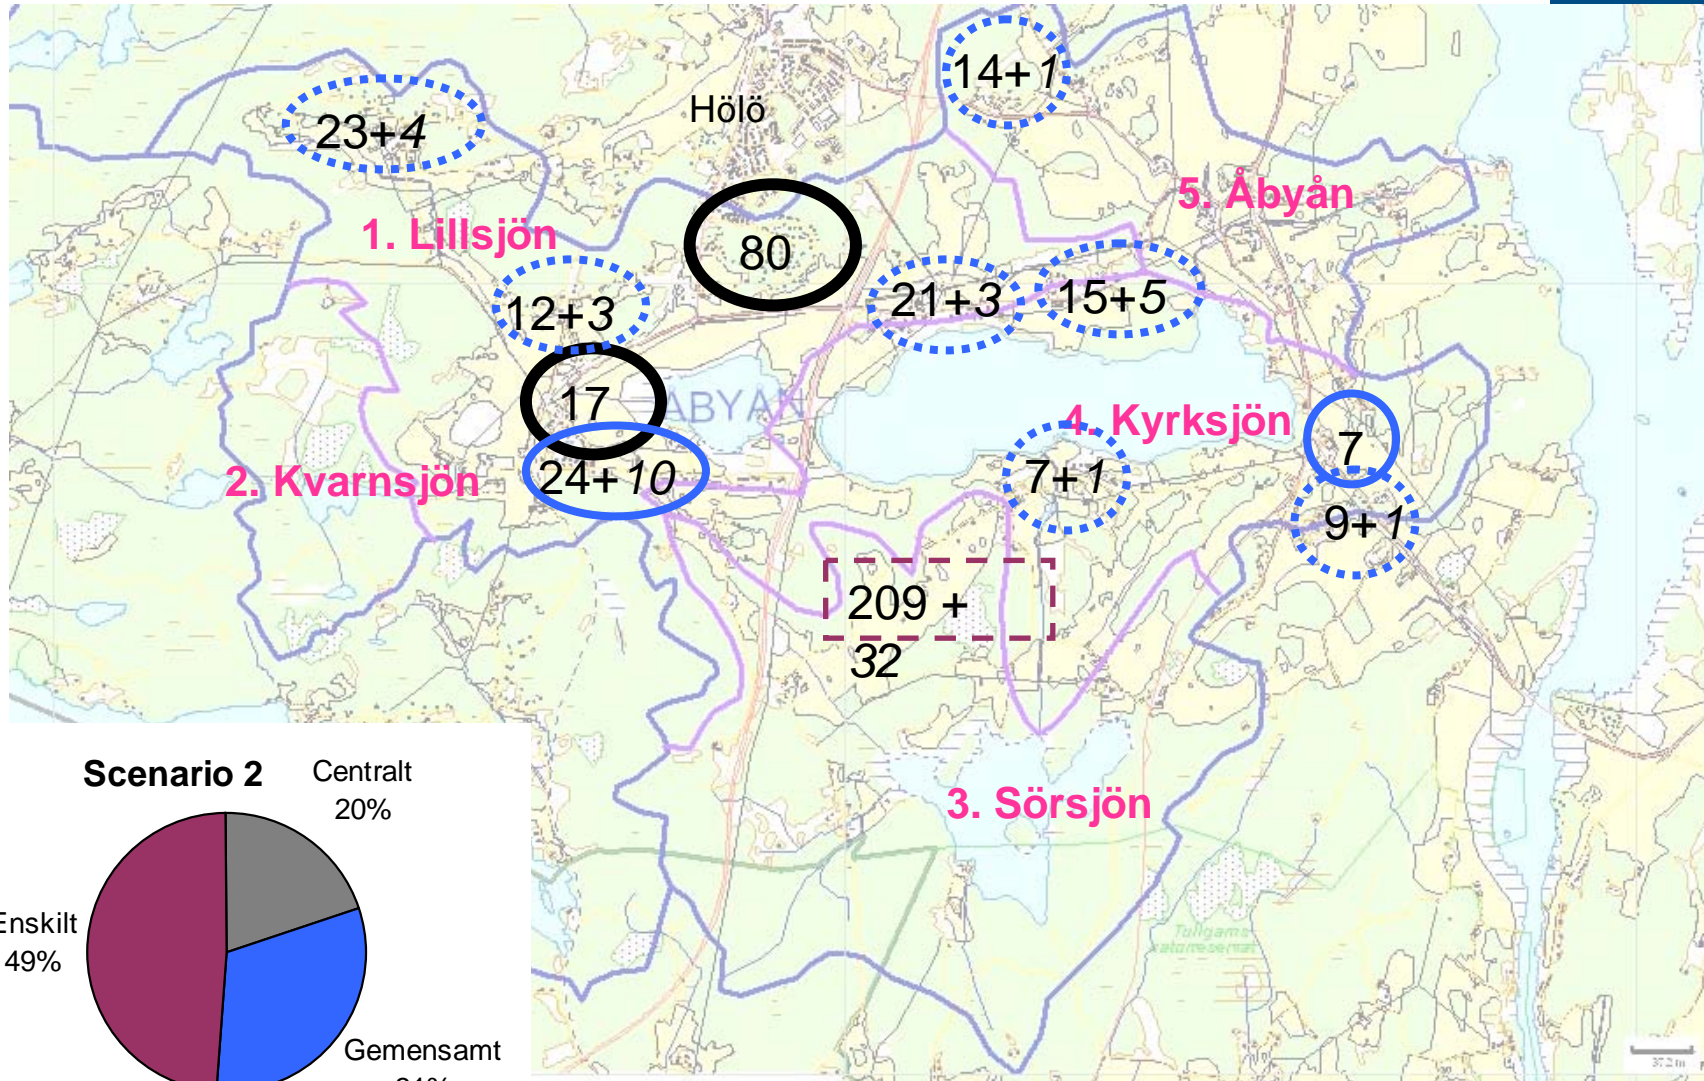 14+1
Hölö
23+4
5. Åbyån
1. Lillsjön
80
12+3
21+3
15+5
17
ÅBYÅN
4. Kyrksjön
7
2. Kvarnsjön
24+10
7+1
9+1
209 +
32
Scenario 2
Centralt
20%
3. Sörsjön
Enskilt
49%
Tullgarns
naturreservat
Gemensamt